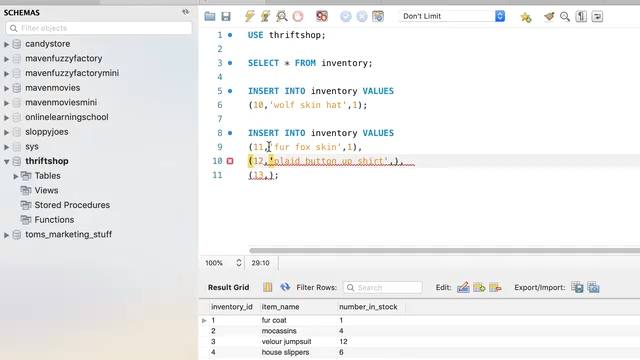 SCHEMAS
Filter objects
candystore
mavenfuzzyfactory
mavenfuzzyfactorymini
mavenmovies
mavenmoviesmini
onlinelearningschool
sloppyjoes
sys
thriftshop
Tables
Views
Stored Procedures
Functions
toms_marketing_stuff
Don't Limit
1 USE thriftshop;
2
3 SELECT * FROM inventory;
4
5 INSERT INTO inventory VALUES
6 (10,'wolf skin hat',1);
7
8 INSERT INTO inventory VALUES
9 (11,'fur fox skin',1),
10 (12,'plaid button up shirt',),
11 (13,);
100% 29:10
Result Grid Filter Rows: Search Edit: Export/Import:
inventory_id item_name number_in_stock
1 fur coat 1
2 mocassins 4
3 velour jumpsuit 12
4 house slippers 6